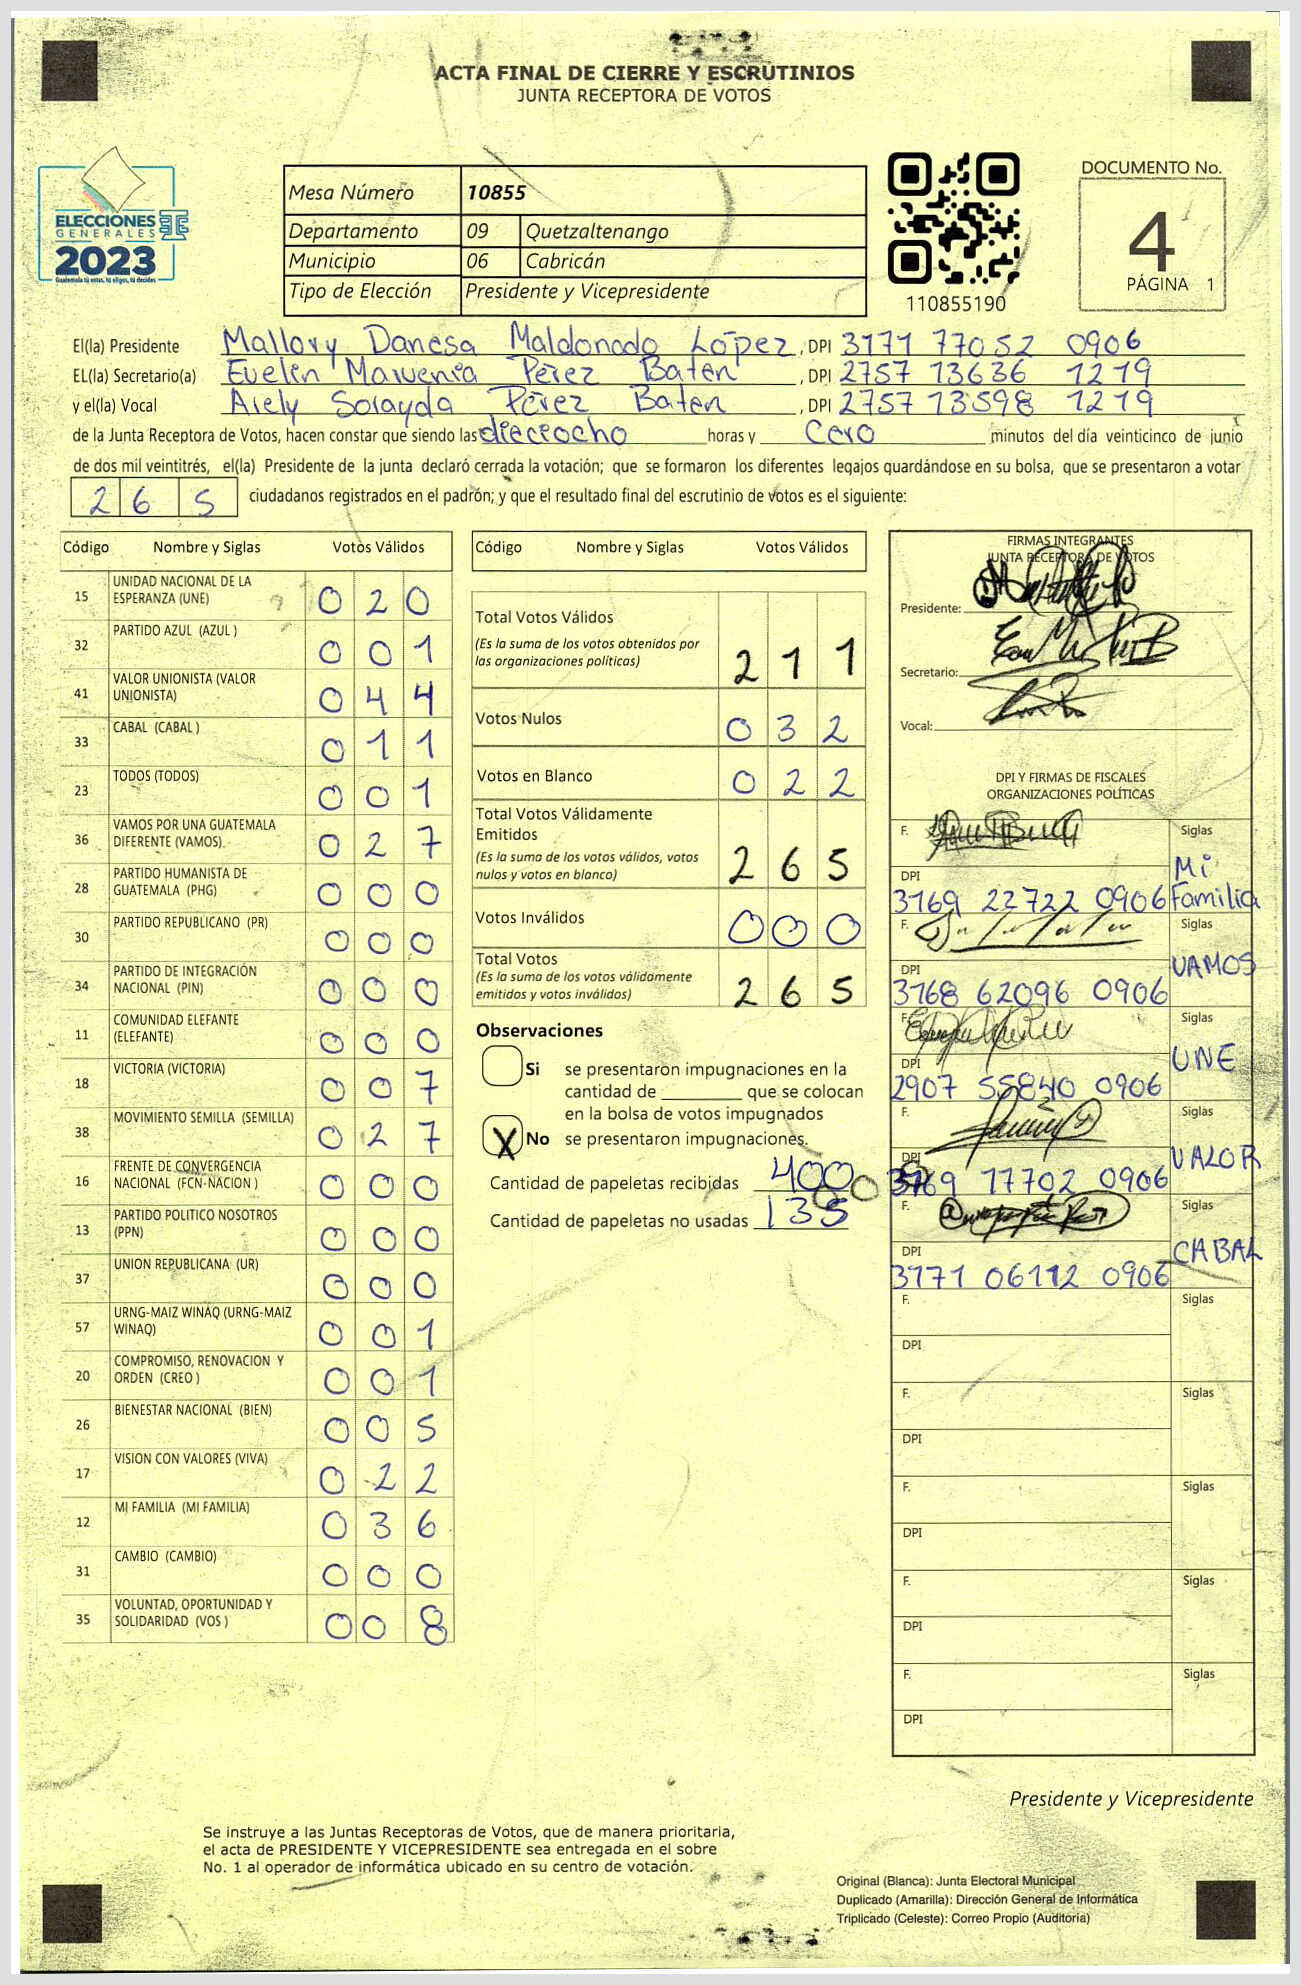 ACTA FINAL DE CIERRE Y ESCRUTINIOS
JUNTA RECEPTORA DE VOTOS
ELECCIONES
GENERALES
2023
Guatemala tú votas, tú eliges, tú decides
Mesa Número 10855
Departamento 09 Quetzaltenango
Municipio 06 Cabricán
Tipo de Elección Presidente y Vicepresidente
110855190
DOCUMENTO No.
4
PÁGINA 1
El(la) Presidente Mallory Danesa Maldonado López, DPI 3171 77052 0906
EL(la) Secretario(a) Evelin Maruenia Pérez Baten, DPI 2757 13636 1219
y el(la) Vocal Arely Sorayda Pérez Baten, DPI 2757 13598 1219
de la Junta Receptora de Votos, hacen constar que siendo las dieciocho horas y Cero minutos del día veinticinco de junio
de dos mil veintitrés, el(la) Presidente de la junta declaró cerrada la votación; que se formaron los diferentes legajos guardándose en su bolsa, que se presentaron a votar
2 6 5 ciudadanos registrados en el padrón; y que el resultado final del escrutinio de votos es el siguiente:
Código Nombre y Siglas Votos Válidos
15 UNIDAD NACIONAL DE LA ESPERANZA (UNE) 0 2 0
32 PARTIDO AZUL (AZUL ) 0 0 1
41 VALOR UNIONISTA (VALOR UNIONISTA) 0 4 4
33 CABAL (CABAL ) 0 1 1
23 TODOS (TODOS) 0 0 1
36 VAMOS POR UNA GUATEMALA DIFERENTE (VAMOS) 0 2 7
28 PARTIDO HUMANISTA DE GUATEMALA (PHG) 0 0 0
30 PARTIDO REPUBLICANO (PR) 0 0 0
34 PARTIDO DE INTEGRACIÓN NACIONAL (PIN) 0 0 0
11 COMUNIDAD ELEFANTE (ELEFANTE) 0 0 0
18 VICTORIA (VICTORIA) 0 0 7
38 MOVIMIENTO SEMILLA (SEMILLA) 0 2 7
16 FRENTE DE CONVERGENCIA NACIONAL (FCN-NACION ) 0 0 0
13 PARTIDO POLITICO NOSOTROS (PPN) 0 0 0
37 UNION REPUBLICANA (UR) 0 0 0
57 URNG-MAIZ WINAQ (URNG-MAIZ WINAQ) 0 0 1
20 COMPROMISO, RENOVACION Y ORDEN (CREO ) 0 0 1
26 BIENESTAR NACIONAL (BIEN) 0 0 5
17 VISION CON VALORES (VIVA) 0 2 2
12 MI FAMILIA (MI FAMILIA) 0 3 6
31 CAMBIO (CAMBIO) 0 0 0
35 VOLUNTAD, OPORTUNIDAD Y SOLIDARIDAD (VOS ) 0 0 8
Código Nombre y Siglas Votos Válidos
Total Votos Válidos
(Es la suma de los votos obtenidos por
las organizaciones políticas) 2 1 1
Votos Nulos 0 3 2
Votos en Blanco 0 2 2
Total Votos Válidamente
Emitidos
(Es la suma de los votos válidos, votos
nulos y votos en blanco) 2 6 5
Votos Inválidos 0 0 0
Total Votos
(Es la suma de los votos válidamente
emitidos y votos inválidos) 2 6 5
Observaciones
Si se presentaron impugnaciones en la
cantidad de ________ que se colocan
en la bolsa de votos impugnados
X No se presentaron impugnaciones.
Cantidad de papeletas recibidas 400
Cantidad de papeletas no usadas 135
FIRMAS INTEGRANTES
JUNTA RECEPTORA DE VOTOS
Presidente:
Secretario:
Vocal:
DPI Y FIRMAS DE FISCALES
ORGANIZACIONES POLÍTICAS
F. Siglas
Mi Familia
DPI
3169 22722 0906
F. Siglas
VAMOS
DPI
3168 62096 0906
F. Siglas
UNE
DPI
2907 55840 0906
F. Siglas
VALOR
DPI
3169 17702 0906
F. Siglas
CABAL
DPI
3171 06112 0906
F. Siglas
DPI
F. Siglas
DPI
F. Siglas
DPI
F. Siglas
DPI
F. Siglas
DPI
Presidente y Vicepresidente
Se instruye a las Juntas Receptoras de Votos, que de manera prioritaria,
el acta de PRESIDENTE Y VICEPRESIDENTE sea entregada en el sobre
No. 1 al operador de informática ubicado en su centro de votación.
Original (Blanca): Junta Electoral Municipal
Duplicado (Amarilla): Dirección General de Informática
Triplicado (Celeste): Correo Propio (Auditoría)